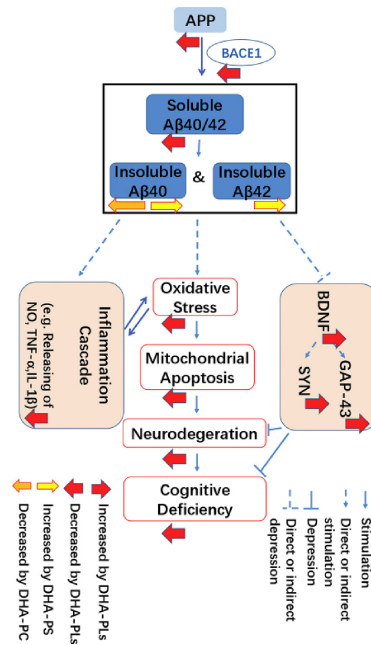 APP
BACE1
Soluble
Aβ40/42
Insoluble
Aβ40
&
Insoluble
Aβ42
Oxidative
Stress
Inflammation
Cascade
(e.g. Releasing of
NO, TNF-α,IL-1β)
BDNF
SYN
GAP-43
Mitochondrial
Apoptosis
Neurodegeration
Cognitive
Deficiency
Decreased by DHA-PC
Increased by DHA-PS
Decreased by DHA-PLs
Increased by DHA-PLs
Direct or indirect
depression
Depression
Direct or indirect
stimulation
Stimulation